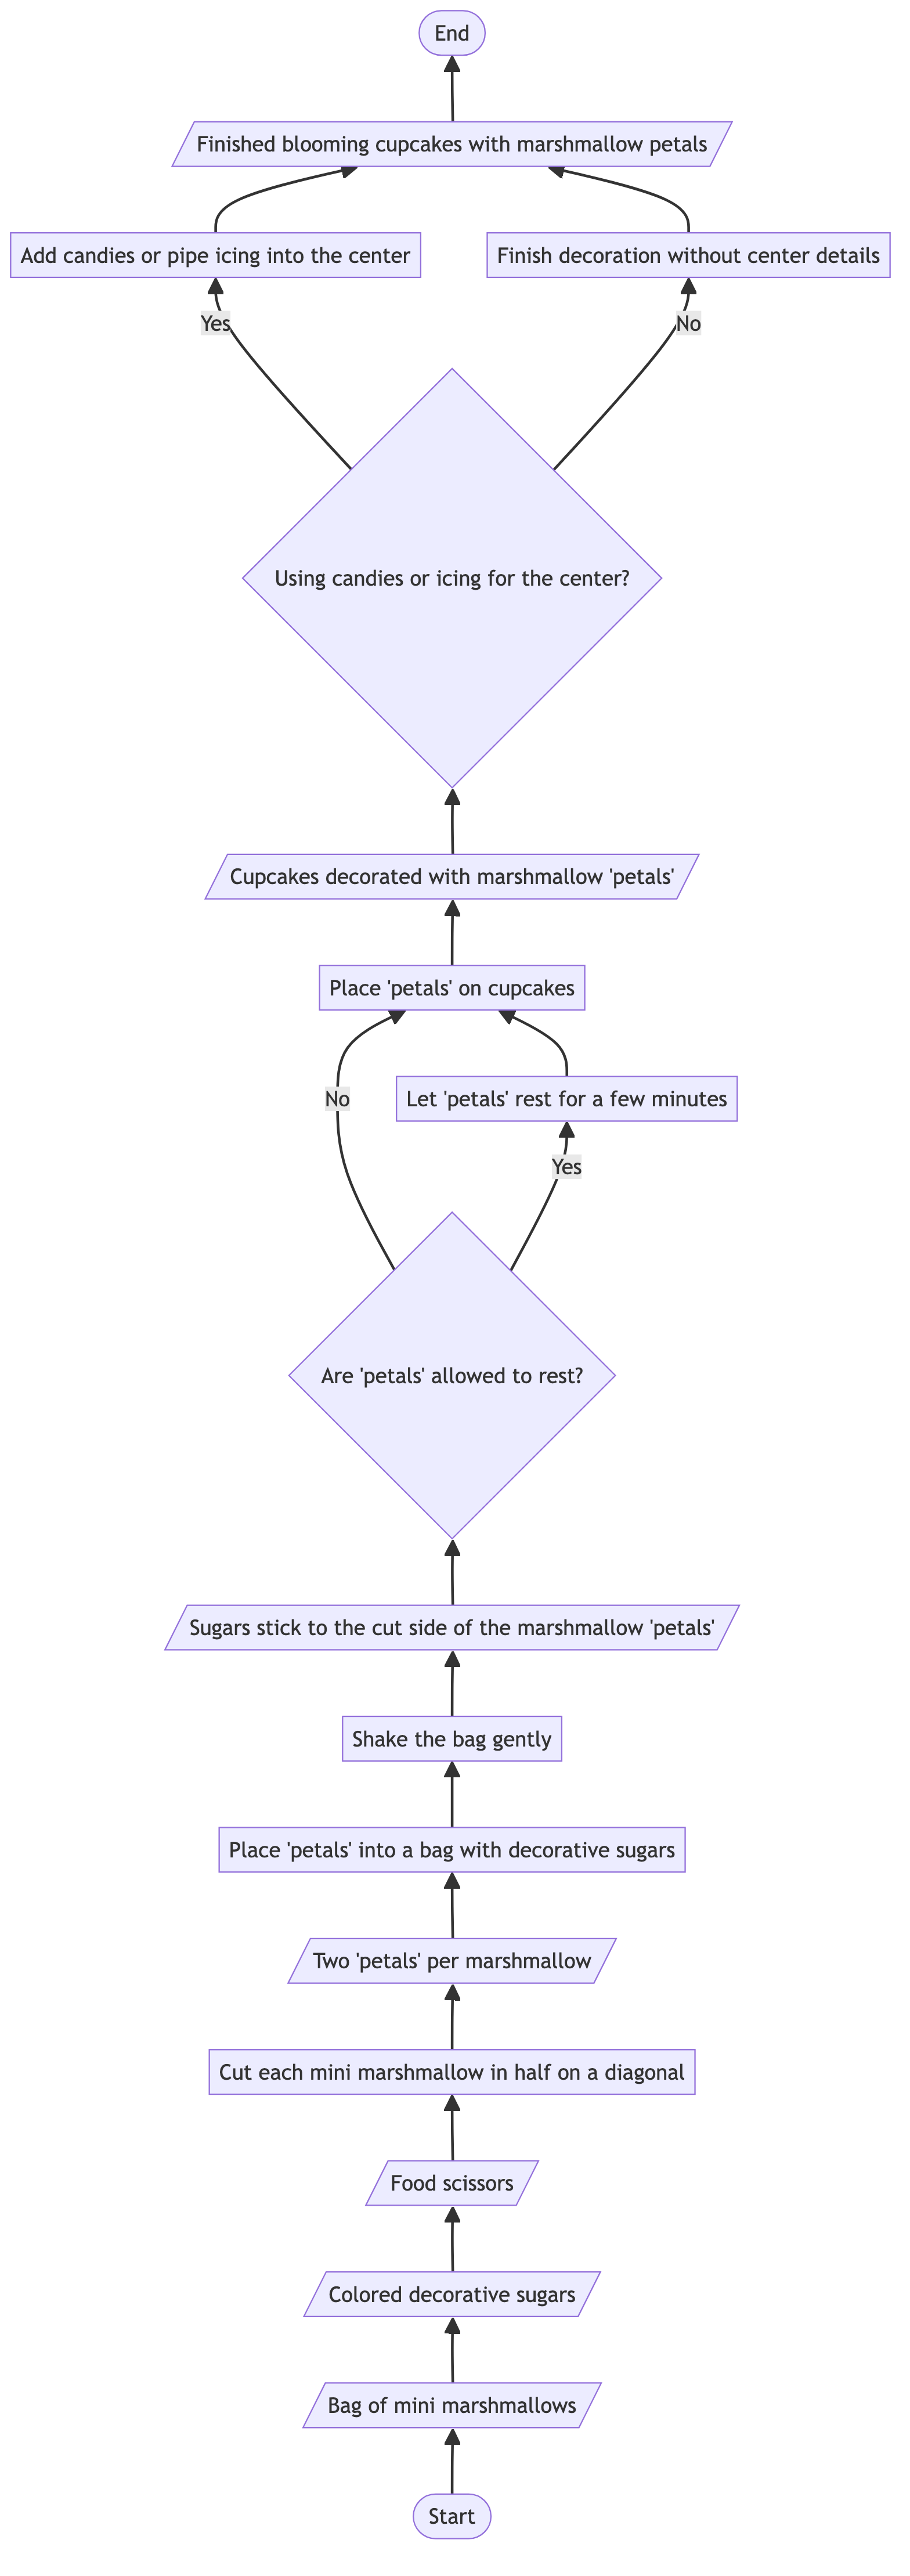 End
Finished blooming cupcakes with marshmallow petals
Add candies or pipe icing into the center
Finish decoration without center details
Yes
No
Using candies or icing for the center?
Cupcakes decorated with marshmallow 'petals'
Place 'petals' on cupcakes
No
Let 'petals' rest for a few minutes
Yes
Are 'petals' allowed to rest?
Sugars stick to the cut side of the marshmallow 'petals'
Shake the bag gently
Place 'petals' into a bag with decorative sugars
Two 'petals' per marshmallow
Cut each mini marshmallow in half on a diagonal
Food scissors
Colored decorative sugars
Bag of mini marshmallows
Start